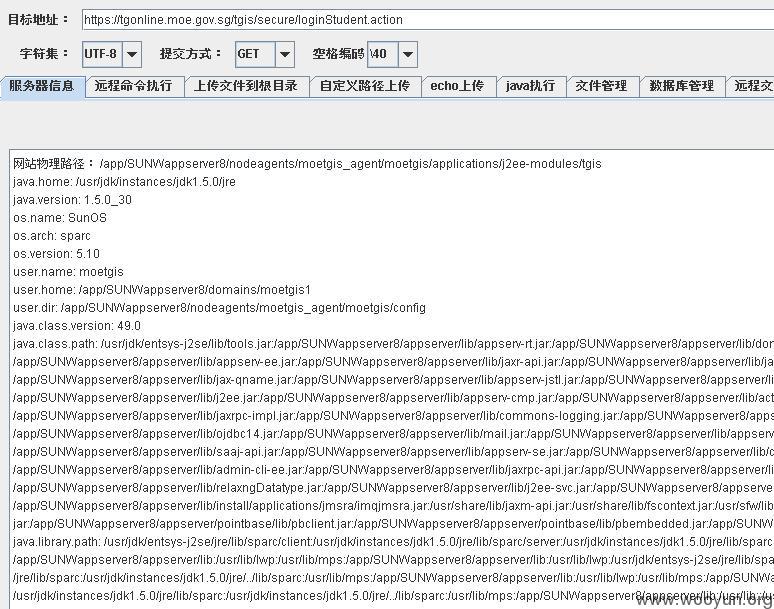 目标地址： https://tgonline.moe.gov.sg/tgis/secure/loginStudent.action
字符集： UTF-8 提交方式： GET 空格编码 \40
服务器信息 远程命令执行 上传文件到根目录 自定义路径上传 echo上传 java执行 文件管理 数据库管理 远程文
网站物理路径： /app/SUNWappserver8/nodeagents/moetgis_agent/moetgis/applications/j2ee-modules/tgis
java.home: /usr/jdk/instances/jdk1.5.0/jre
java.version: 1.5.0_30
os.name: SunOS
os.arch: sparc
os.version: 5.10
user.name: moetgis
user.home: /app/SUNWappserver8/domains/moetgis1
user.dir: /app/SUNWappserver8/nodeagents/moetgis_agent/moetgis/config
java.class.version: 49.0
java.class.path: /usr/jdk/entsys-j2se/lib/tools.jar:/app/SUNWappserver8/appserver/lib/appserv-rt.jar:/app/SUNWappserver8/appserver/lib/dom
/app/SUNWappserver8/appserver/lib/appserv-ee.jar:/app/SUNWappserver8/appserver/lib/jaxr-api.jar:/app/SUNWappserver8/appserver/lib/ja
/app/SUNWappserver8/appserver/lib/jax-qname.jar:/app/SUNWappserver8/appserver/lib/appserv-jstl.jar:/app/SUNWappserver8/appserver/li
/app/SUNWappserver8/appserver/lib/j2ee.jar:/app/SUNWappserver8/appserver/lib/appserv-cmp.jar:/app/SUNWappserver8/appserver/lib/act
/app/SUNWappserver8/appserver/lib/jaxrpc-impl.jar:/app/SUNWappserver8/appserver/lib/commons-logging.jar:/app/SUNWappserver8/apps
/app/SUNWappserver8/appserver/lib/ojdbc14.jar:/app/SUNWappserver8/appserver/lib/mail.jar:/app/SUNWappserver8/appserver/lib/appserv
/app/SUNWappserver8/appserver/lib/saaj-api.jar:/app/SUNWappserver8/appserver/lib/appserv-se.jar:/app/SUNWappserver8/appserver/lib/c
/app/SUNWappserver8/appserver/lib/admin-cli-ee.jar:/app/SUNWappserver8/appserver/lib/jaxrpc-api.jar:/app/SUNWappserver8/appserver/li
/app/SUNWappserver8/appserver/lib/relaxngDatatype.jar:/app/SUNWappserver8/appserver/lib/j2ee-svc.jar:/app/SUNWappserver8/appserver
/app/SUNWappserver8/appserver/lib/install/applications/jmsra/imqjmsra.jar:/usr/share/lib/jaxm-api.jar:/usr/share/lib/fscontext.jar:/usr/sfw/lib
jar:/app/SUNWappserver8/appserver/pointbase/lib/pbclient.jar:/app/SUNWappserver8/appserver/pointbase/lib/pbembedded.jar:/app/SUNW
java.library.path: /usr/jdk/entsys-j2se/jre/lib/sparc/client:/usr/jdk/instances/jdk1.5.0/jre/lib/sparc/server:/usr/jdk/instances/jdk1.5.0/jre/lib/sparc
/app/SUNWappserver8/appserver/lib:/usr/lib/lwp:/usr/lib/mps:/app/SUNWappserver8/appserver/lib:/usr/lib/lwp:/usr/jdk/entsys-j2se/jre/lib/spa
/jre/lib/sparc:/usr/jdk/instances/jdk1.5.0/jre/../lib/sparc:/usr/lib/mps:/app/SUNWappserver8/appserver/lib:/usr/lib/lwp:/usr/lib/mps:/app/SUNW
/usr/jdk/instances/jdk1.5.0/jre/lib/sparc:/usr/jdk/instances/jdk1.5.0/jre/../lib/sparc:/usr/lib/mps:/app/SUNWappserver8/appserver/lib:/usr/lib
www.wooyun.org